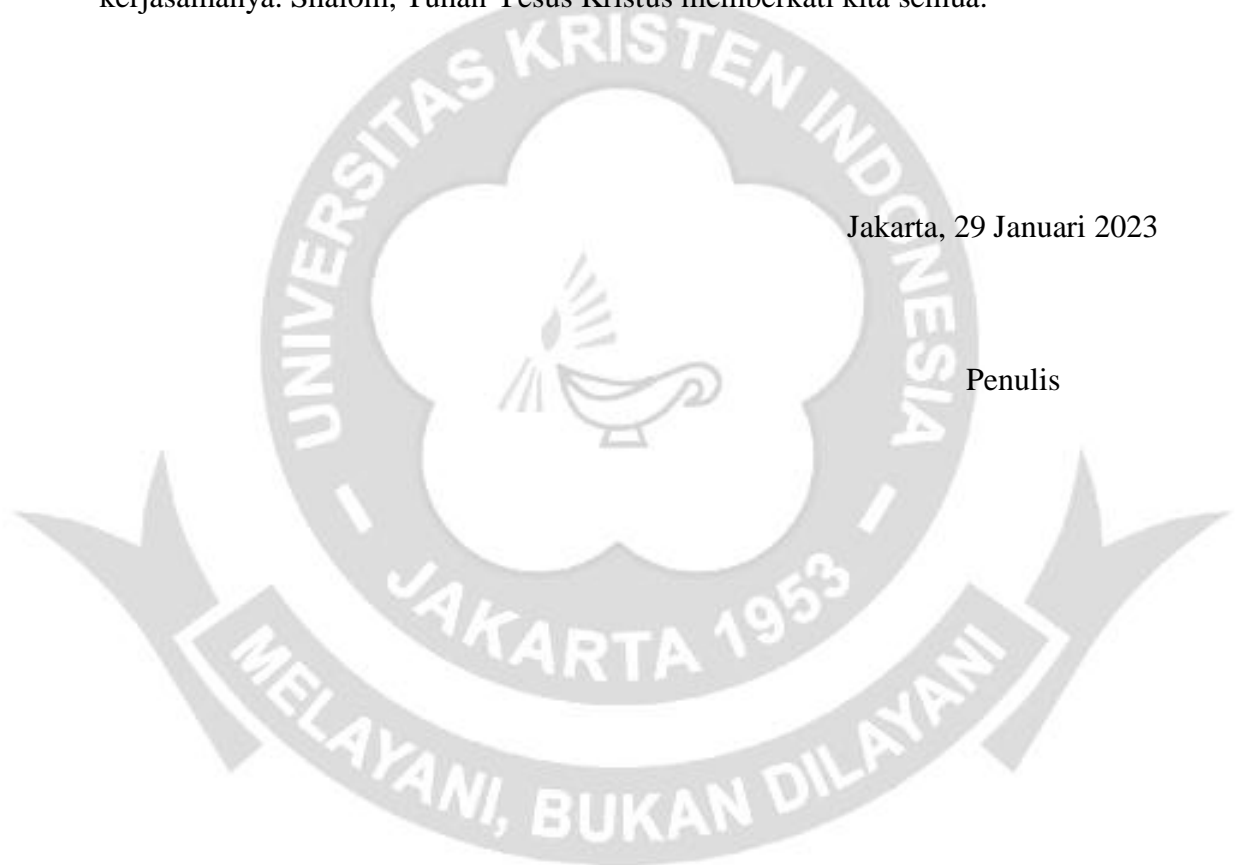 kerjasamanya. Shalom, Tuhan Yesus Kristus memberkati kita semua.
UNIVERSITAS KRISTEN INDONESIA
Jakarta, 29 Januari 2023
Penulis
- JAKARTA 1953 -
MELAYANI, BUKAN DILAYANI